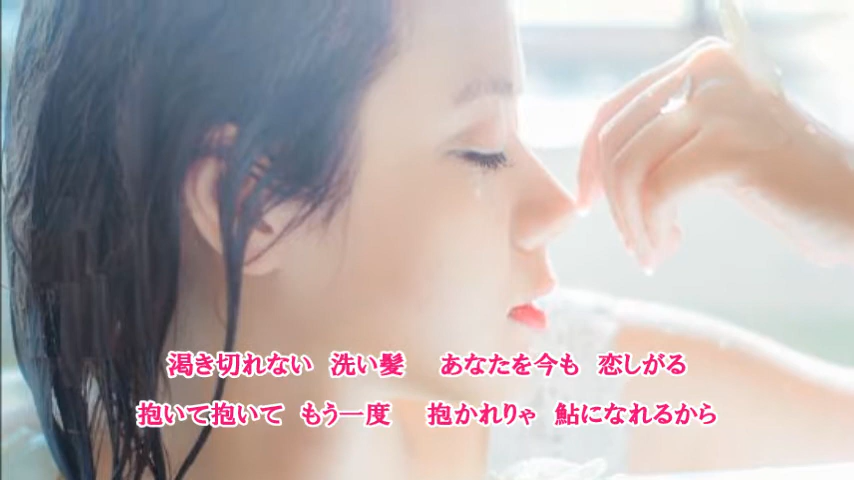 渇き切れない 洗い髪 あなたを今も 恋しがる
抱いて抱いて もう一度 抱かれりゃ 鮎になれるから